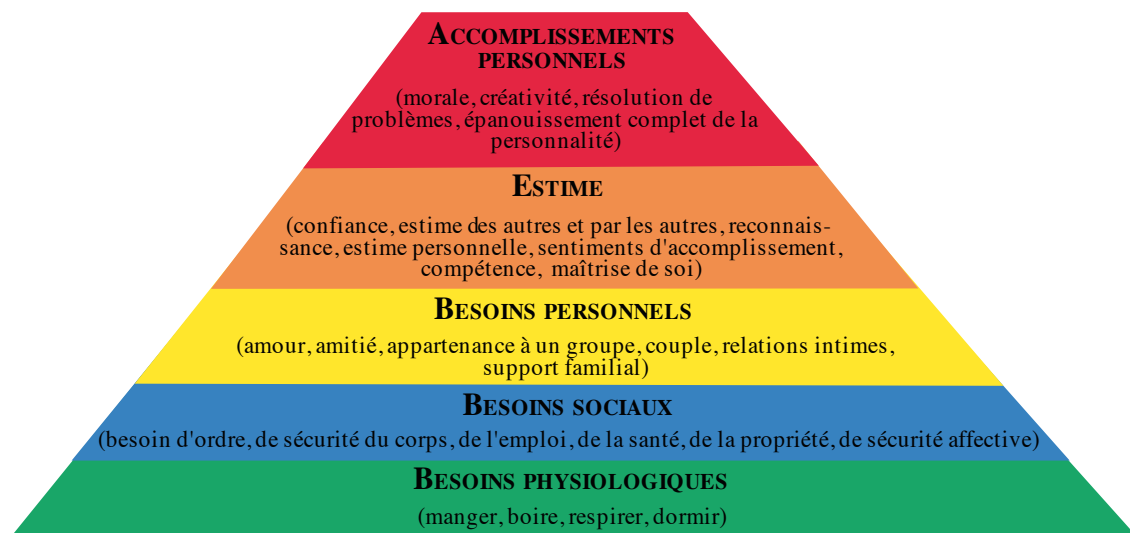 ACCOMPLISSEMENTS
PERSONNELS
(morale, créativité, résolution de
problèmes, épanouissement complet de la
personnalité)
ESTIME
(confiance, estime des autres et par les autres, reconnais-
sance, estime personnelle, sentiments d'accomplissement,
compétence, maîtrise de soi)
BESOINS PERSONNELS
(amour, amitié, appartenance à un groupe, couple, relations intimes,
support familial)
BESOINS SOCIAUX
(besoin d'ordre, de sécurité du corps, de l'emploi, de la santé, de la propriété, de sécurité affective)
BESOINS PHYSIOLOGIQUES
(manger, boire, respirer, dormir)